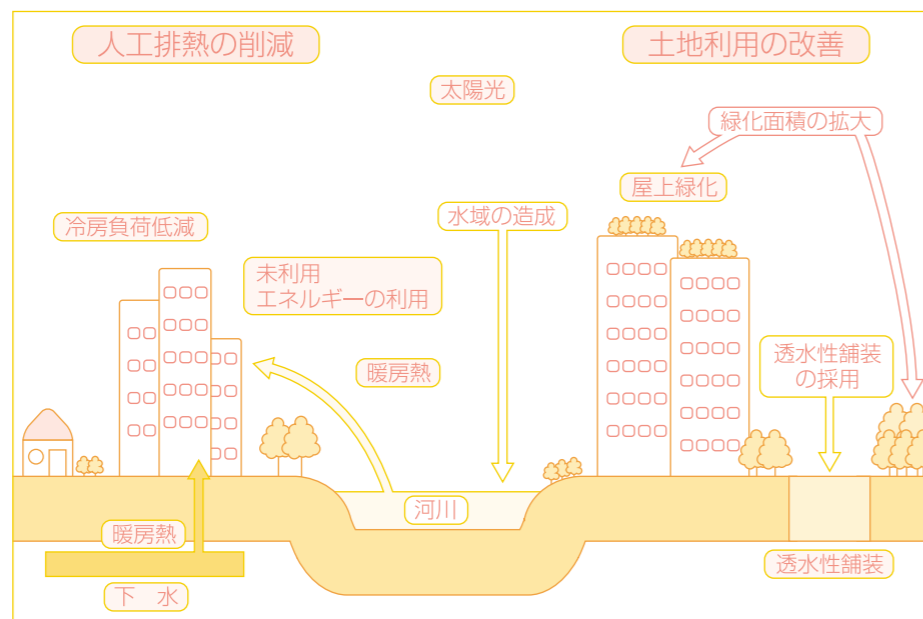 人工排熱の削減
土地利用の改善
太陽光
緑化面積の拡大
屋上緑化
水域の造成
冷房負荷低減
未利用
エネルギーの利用
透水性舗装
の採用
暖房熱
河川
暖房熱
透水性舗装
下　水